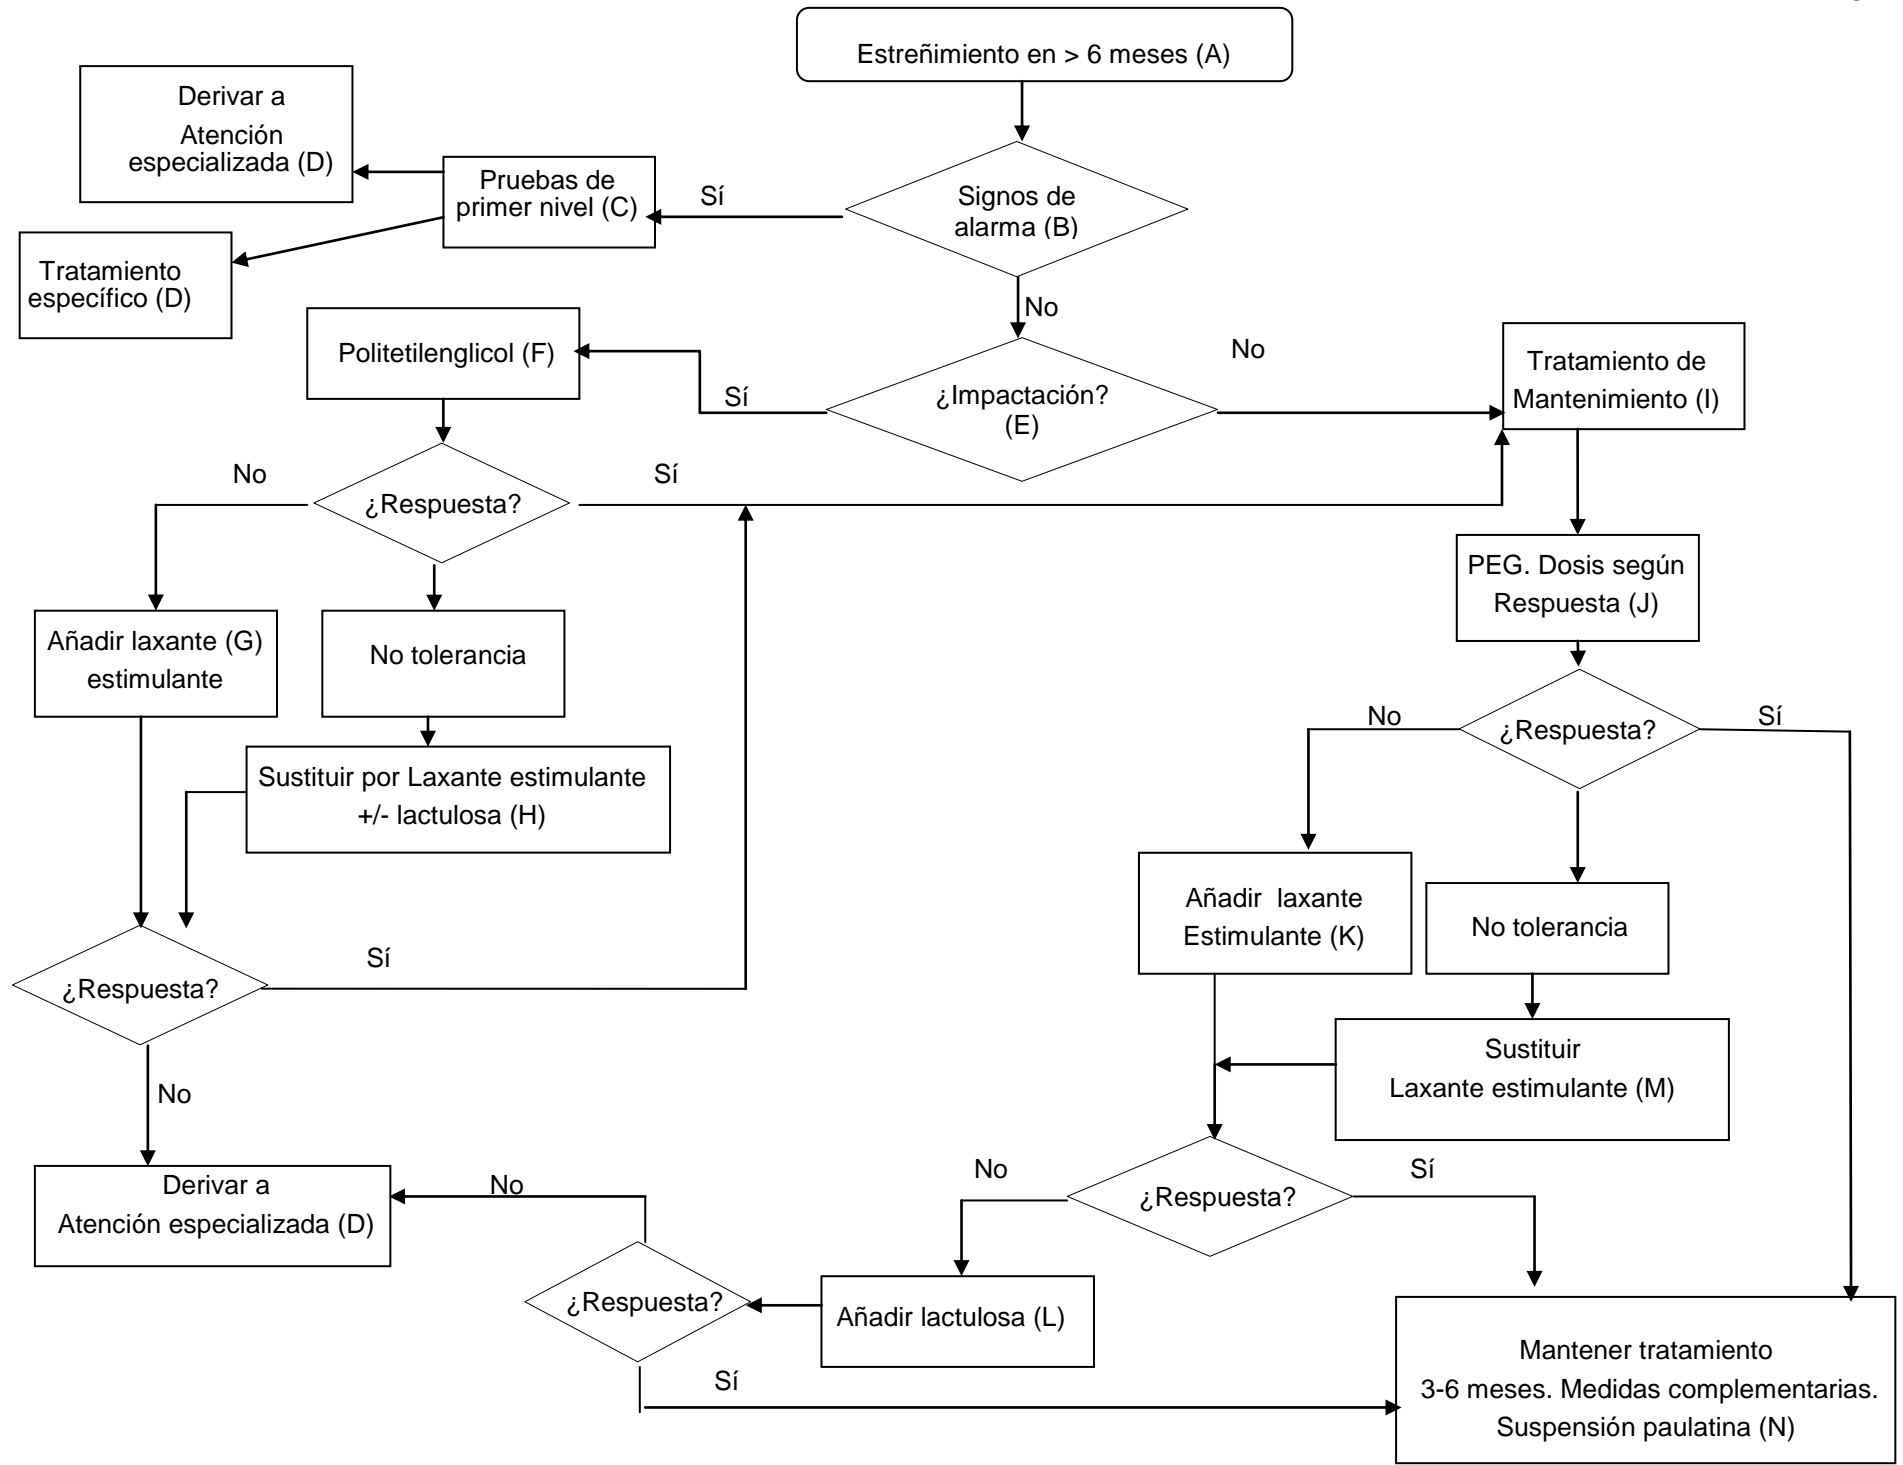 Estreñimiento en > 6 meses (A)
Derivar a
Atención
especializada (D)
Pruebas de
primer nivel (C)
Sí
Signos de
alarma (B)
Tratamiento
específico (D)
No
Politetilenglicol (F)
Sí
¿Impactación?
(E)
No
Tratamiento de
Mantenimiento (I)
No
¿Respuesta?
Sí
PEG. Dosis según
Respuesta (J)
Añadir laxante (G)
estimulante
No tolerancia
No
¿Respuesta?
Sí
Sustituir por Laxante estimulante
+/- lactulosa (H)
Añadir laxante
Estimulante (K)
No tolerancia
¿Respuesta?
Sí
Sustituir
Laxante estimulante (M)
No
Derivar a
Atención especializada (D)
No
No
¿Respuesta?
Sí
¿Respuesta?
Añadir lactulosa (L)
Sí
Mantener tratamiento
3-6 meses. Medidas complementarias.
Suspensión paulatina (N)